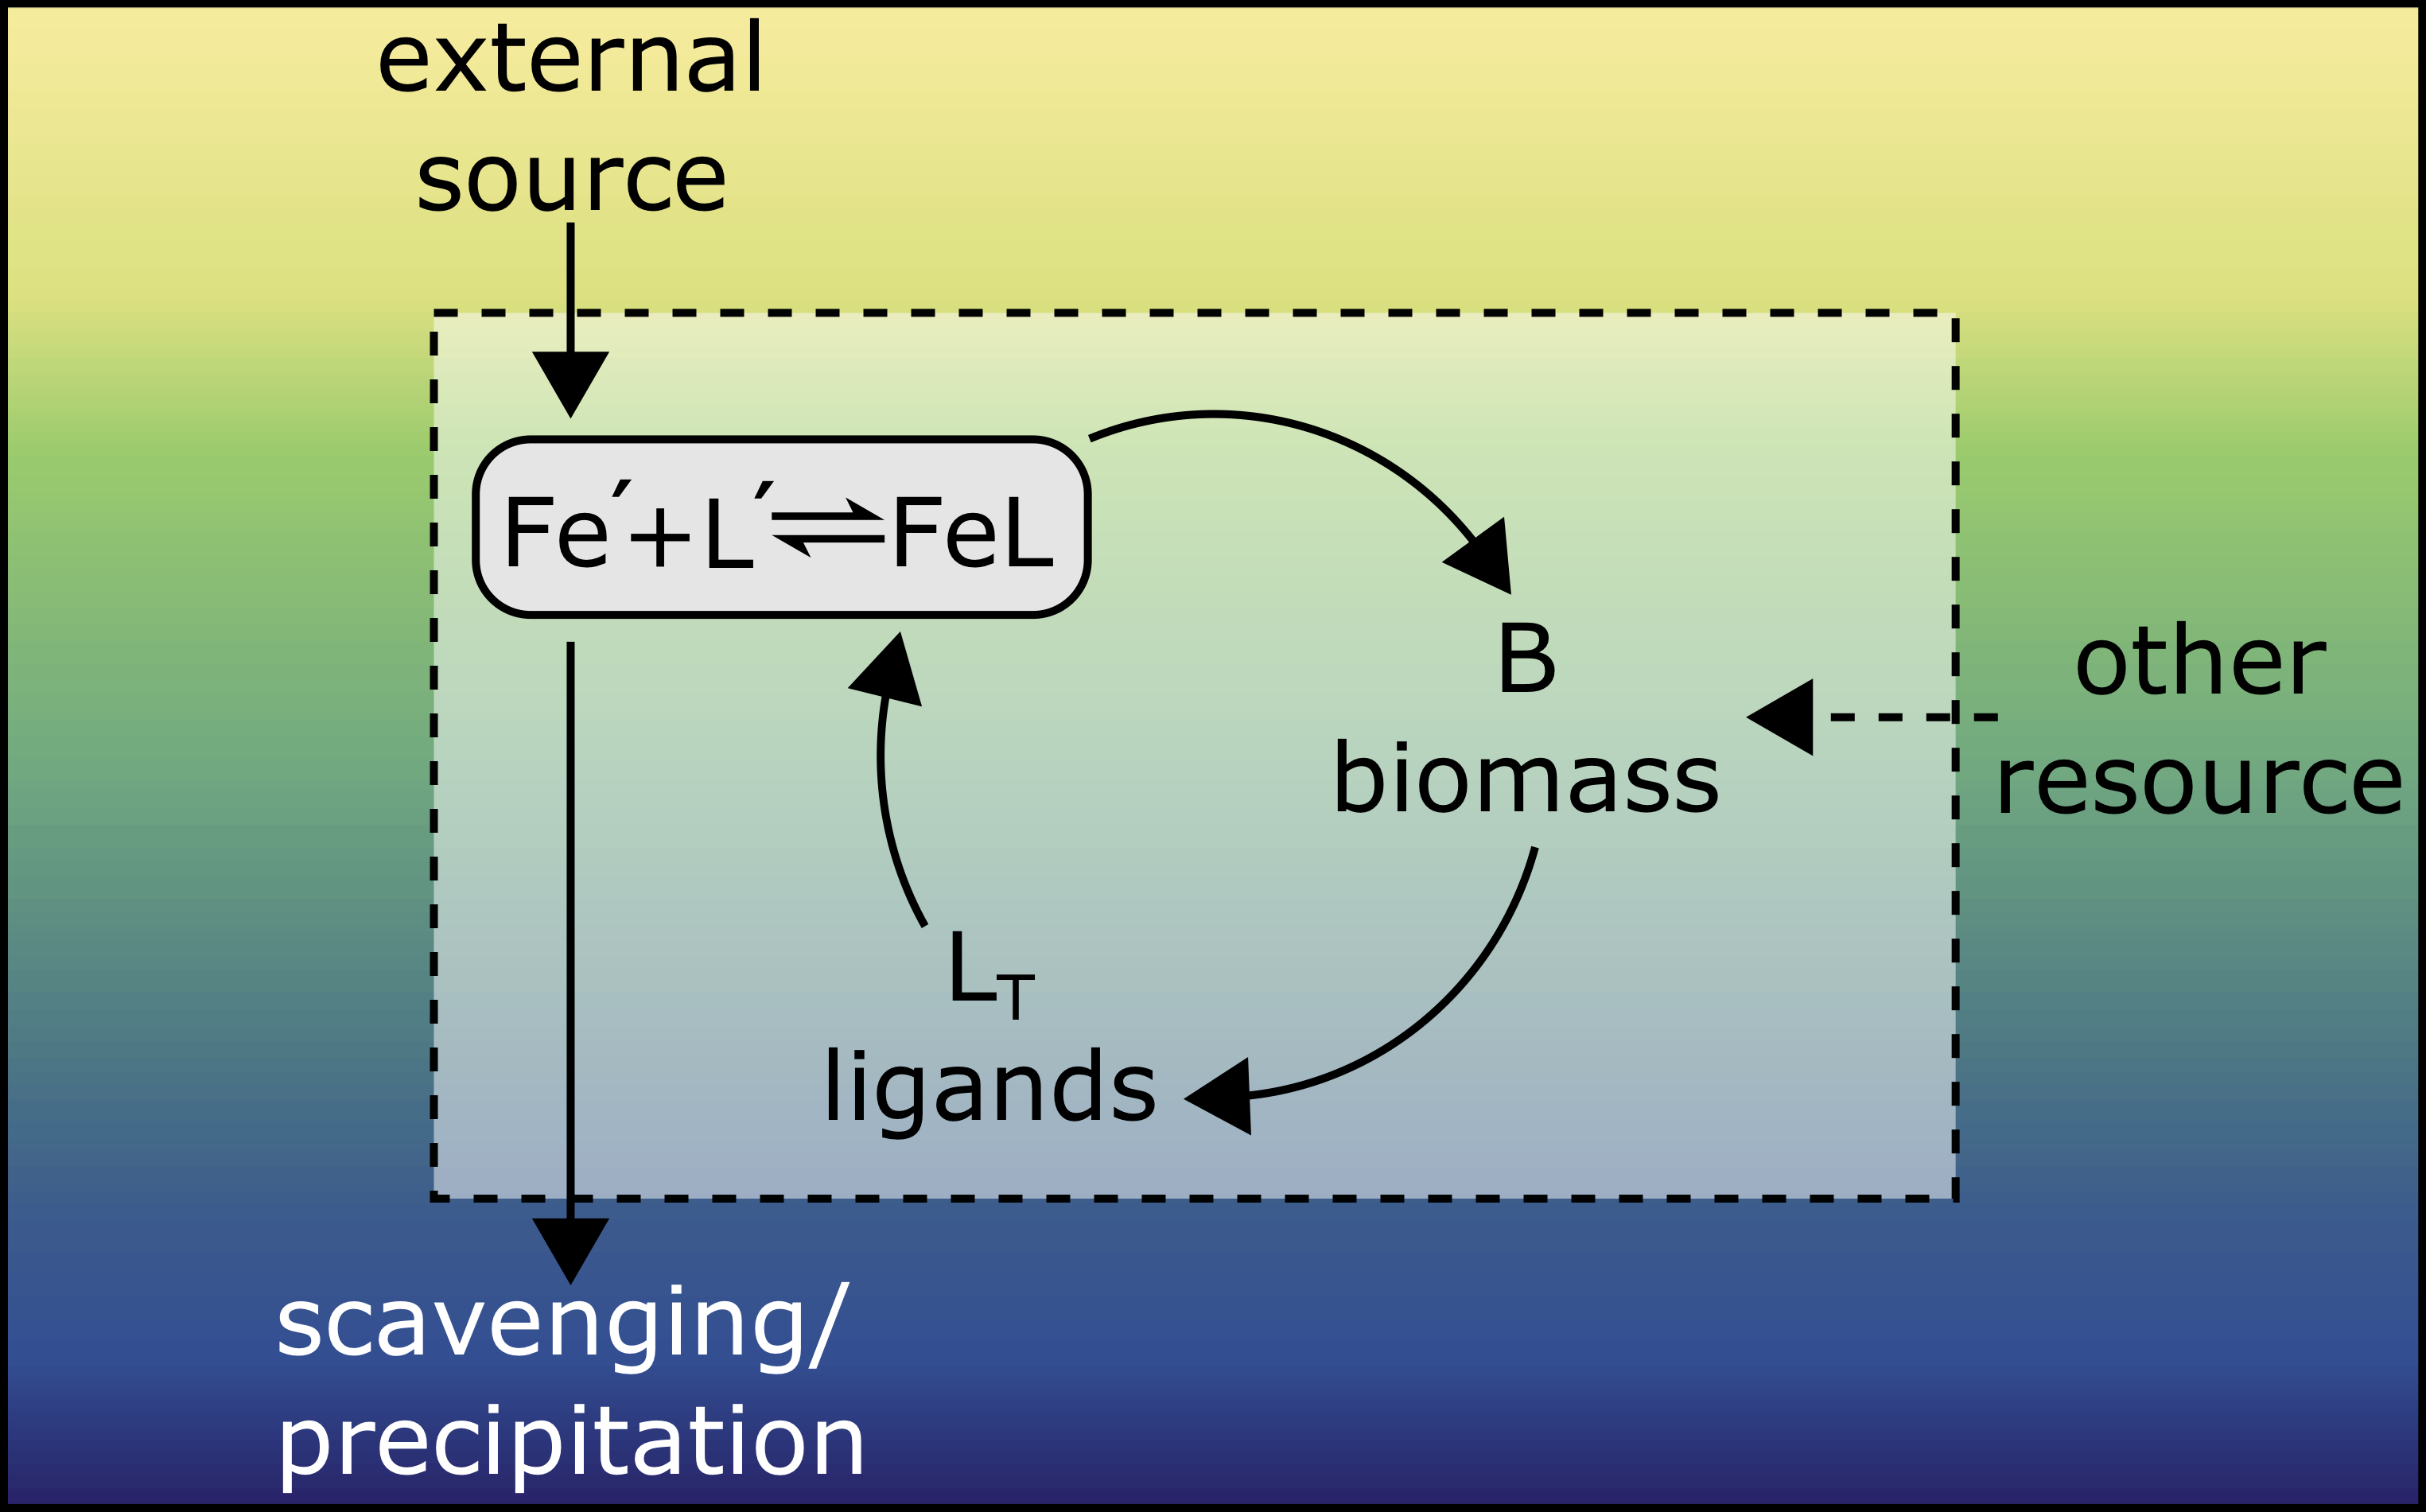 external
source
Fe′+L′⇌FeL
B
biomass
other
resource
L_T
ligands
scavenging/
precipitation